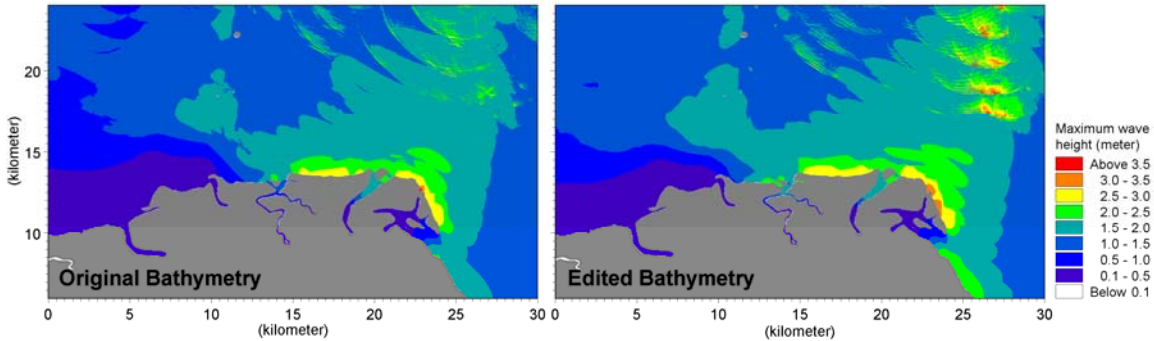 20
15
10
(kilometer)
Original Bathymetry
0 5 10 15 20 25 30
(kilometer)
Edited Bathymetry
0 5 10 15 20 25 30
(kilometer)
Maximum wave
height (meter)
Above 3.5
3.0 - 3.5
2.5 - 3.0
2.0 - 2.5
1.5 - 2.0
1.0 - 1.5
0.5 - 1.0
0.1 - 0.5
Below 0.1